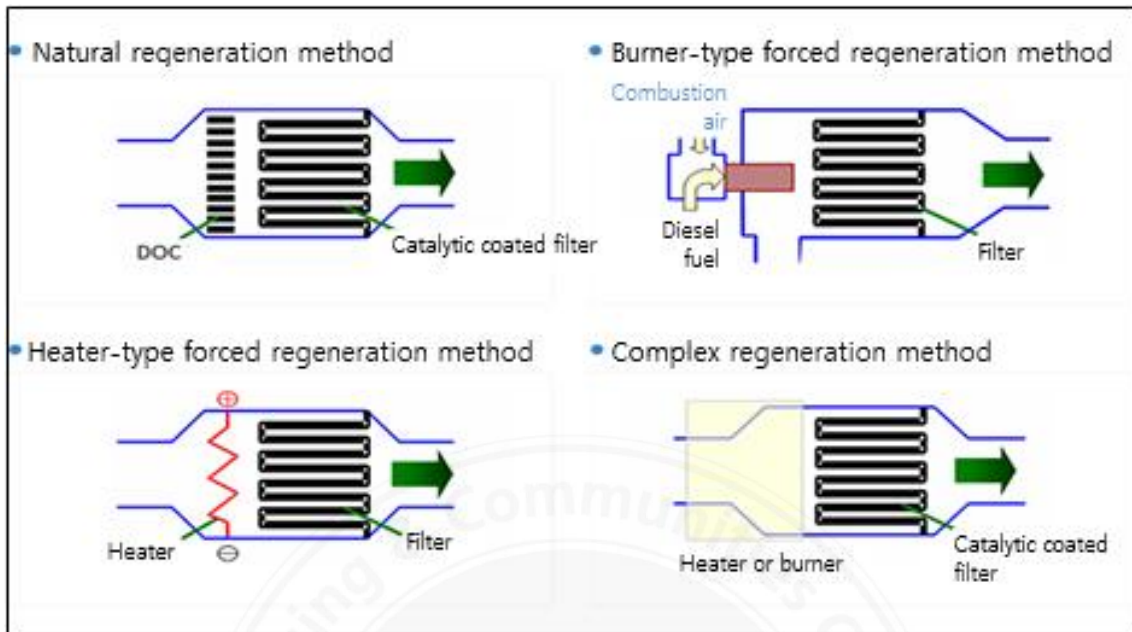 • Natural reqeneration method
DOC
Catalytic coated filter
• Burner-type forced regeneration method
Combustion
air
Diesel
fuel
Filter
• Heater-type forced regeneration method
⊕
Heater
⊖
Filter
• Complex regeneration method
Heater or burner
Catalytic coated
filter